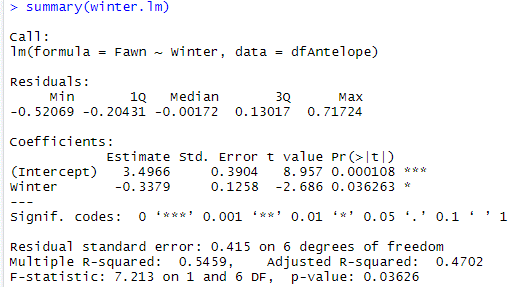 > summary(winter.lm)
Call:
lm(formula = Fawn ~ Winter, data = dfAntelope)
Residuals:
     Min       1Q   Median       3Q      Max
-0.52069 -0.20431 -0.00172  0.13017  0.71724
Coefficients:
            Estimate Std. Error t value Pr(>|t|)
(Intercept)   3.4966     0.3904   8.957 0.000108 ***
Winter       -0.3379     0.1258  -2.686 0.036263 *
---
Signif. codes:  0 ‘***’ 0.001 ‘**’ 0.01 ‘*’ 0.05 ‘.’ 0.1 ‘ ’ 1
Residual standard error: 0.415 on 6 degrees of freedom
Multiple R-squared:  0.5459,    Adjusted R-squared:  0.4702
F-statistic: 7.213 on 1 and 6 DF,  p-value: 0.03626